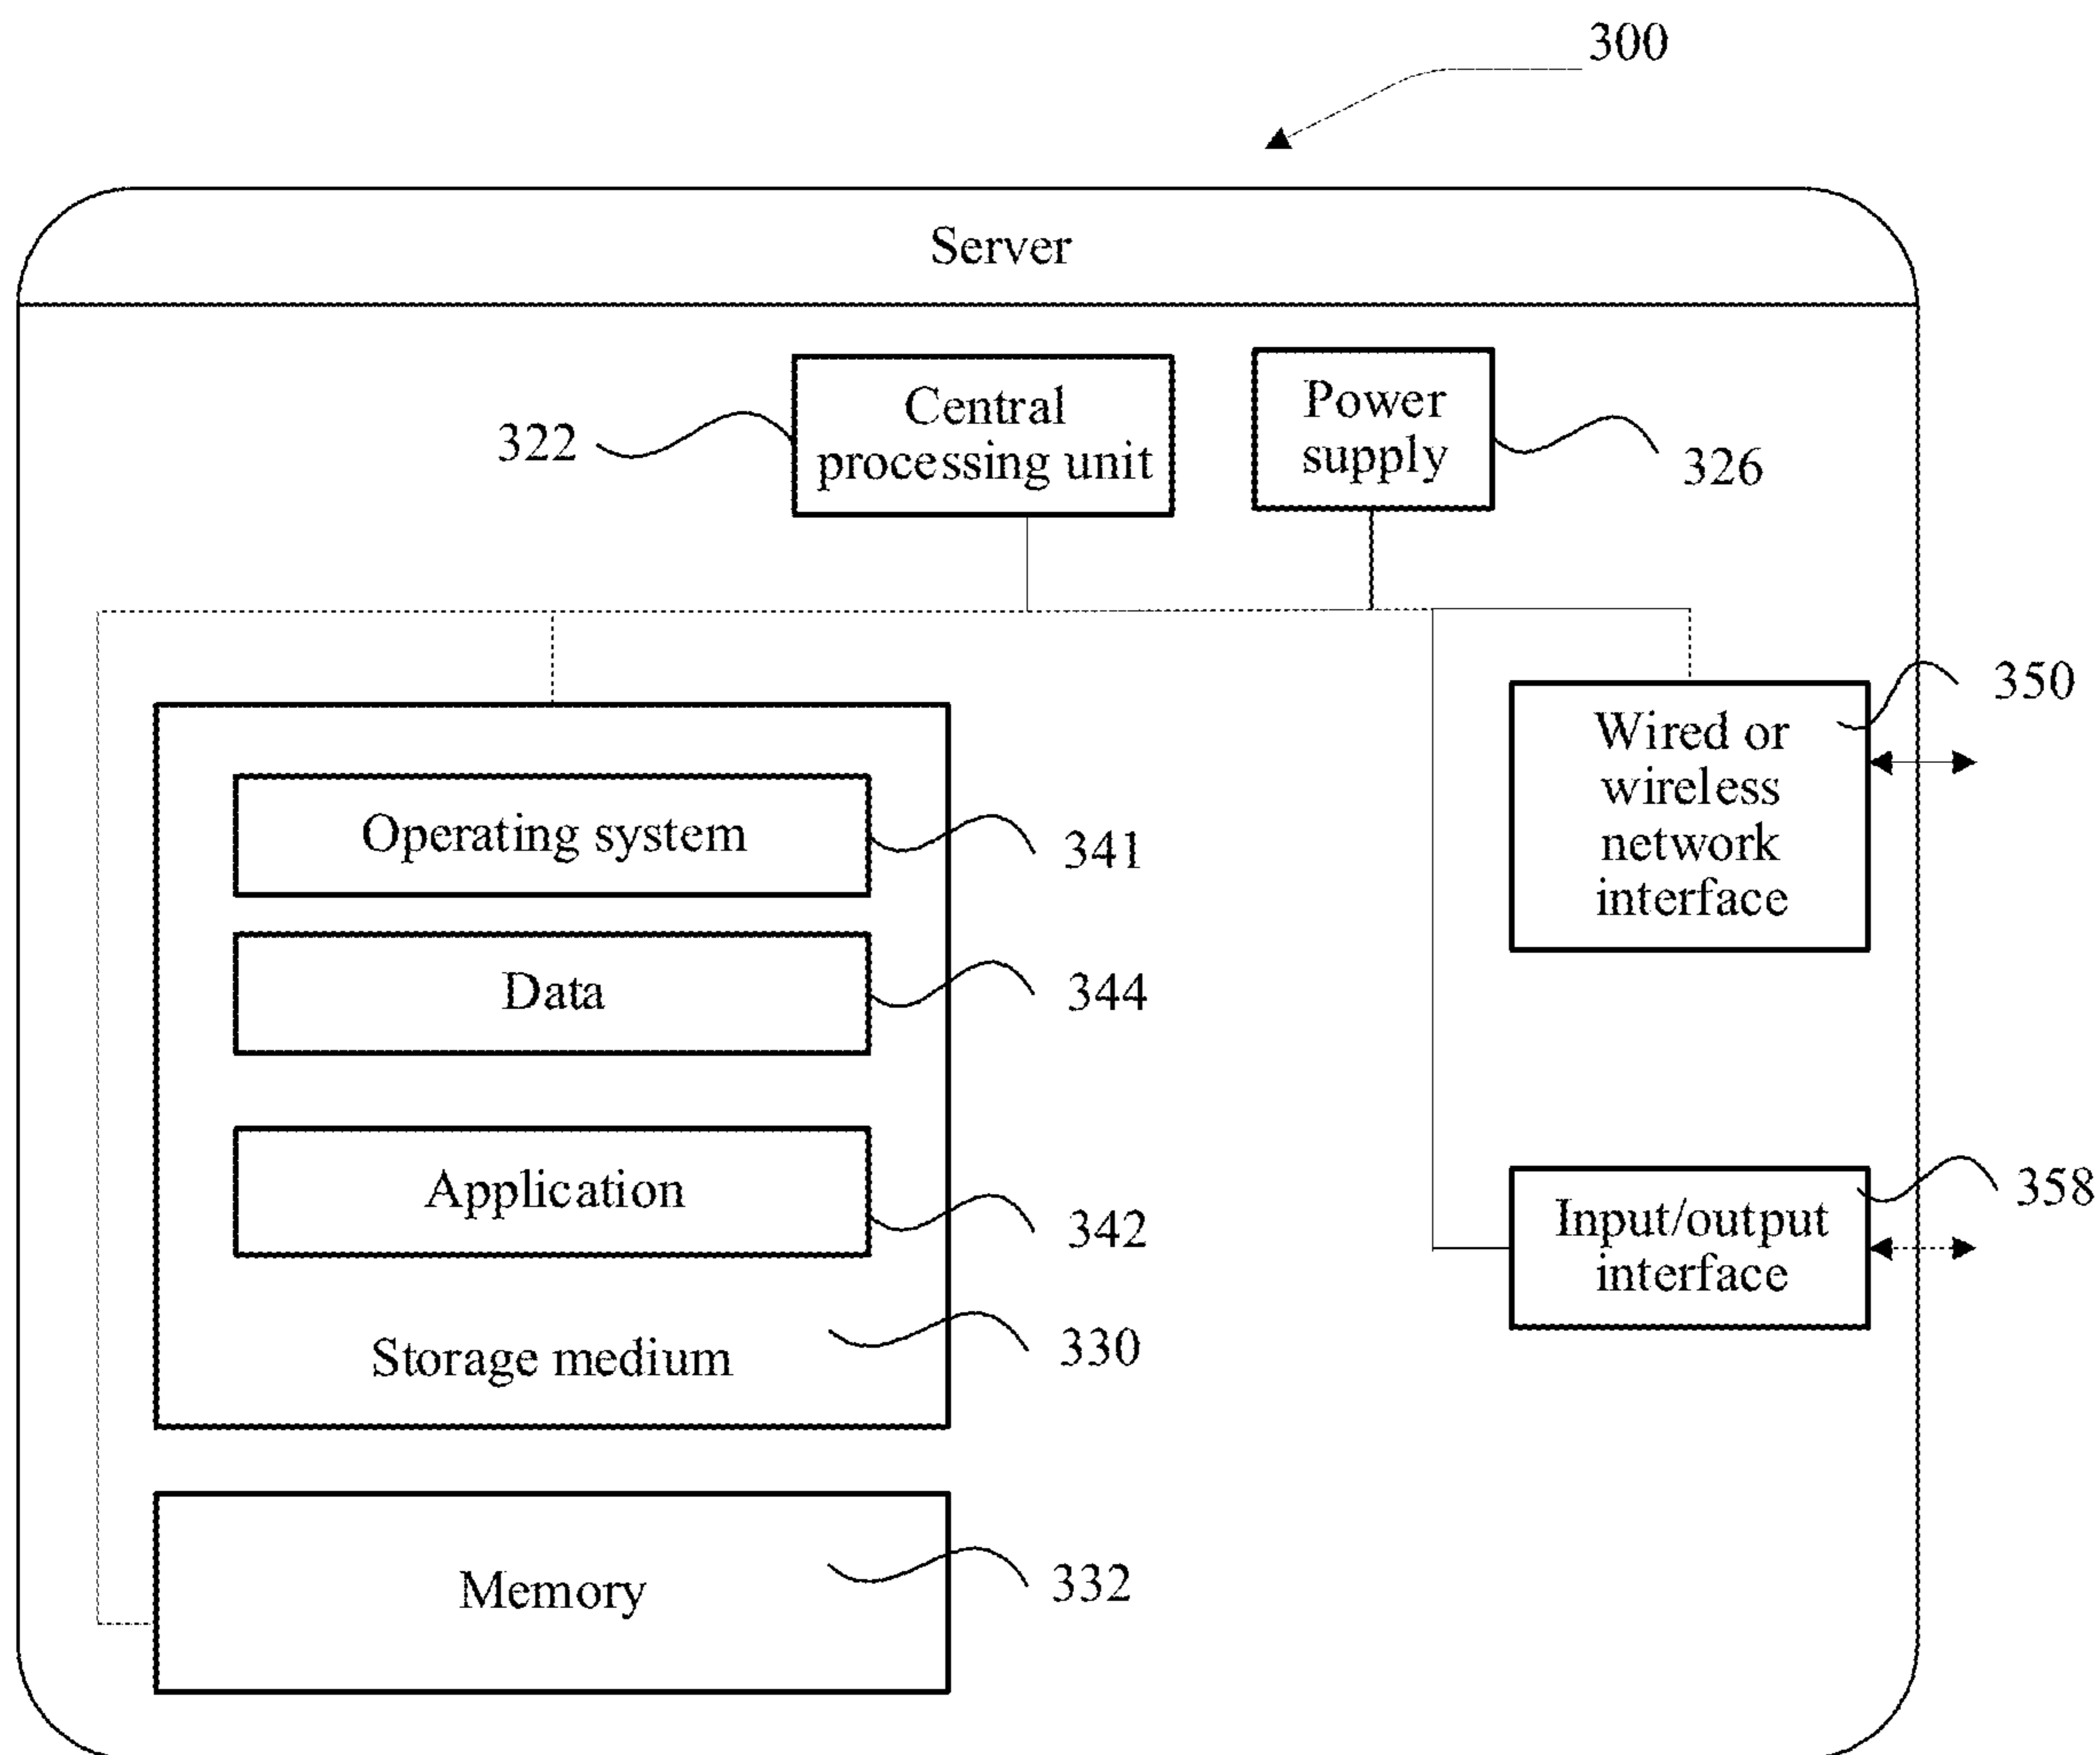 300
Server
Central
processing unit
322
Power
supply
326
350
Wired or
wireless
network
interface
Operating system
341
Data
344
Application
342
358
Input/output
interface
Storage medium
330
Memory
332